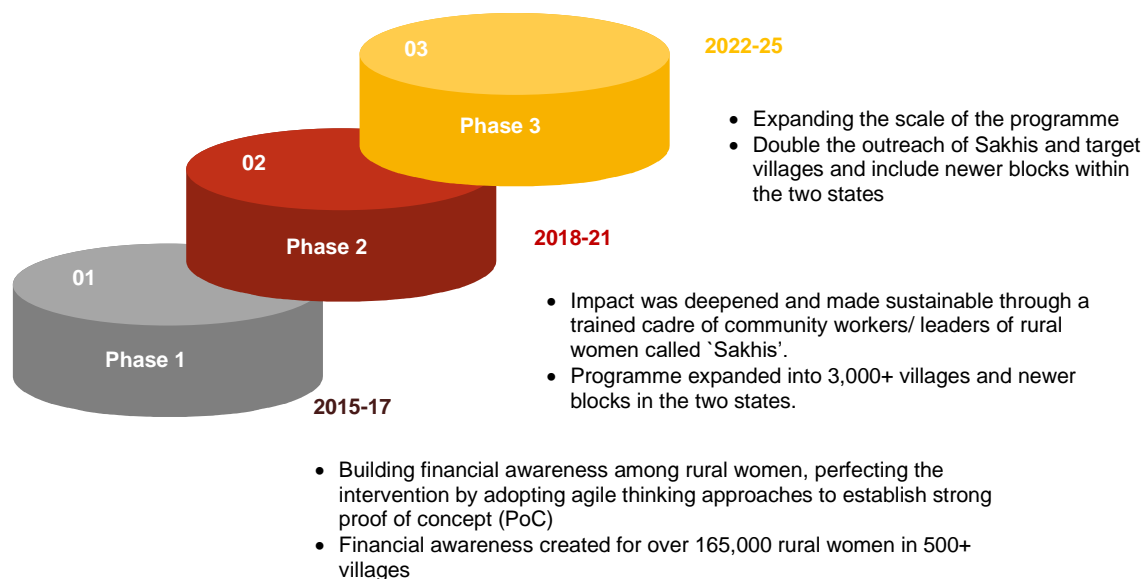 03
2022-25
Phase 3
• Expanding the scale of the programme
• Double the outreach of Sakhis and target
villages and include newer blocks within
the two states
02
2018-21
Phase 2
• Impact was deepened and made sustainable through a
trained cadre of community workers/ leaders of rural
women called `Sakhis’.
• Programme expanded into 3,000+ villages and newer
blocks in the two states.
01
Phase 1
2015-17
• Building financial awareness among rural women, perfecting the
intervention by adopting agile thinking approaches to establish strong
proof of concept (PoC)
• Financial awareness created for over 165,000 rural women in 500+
villages